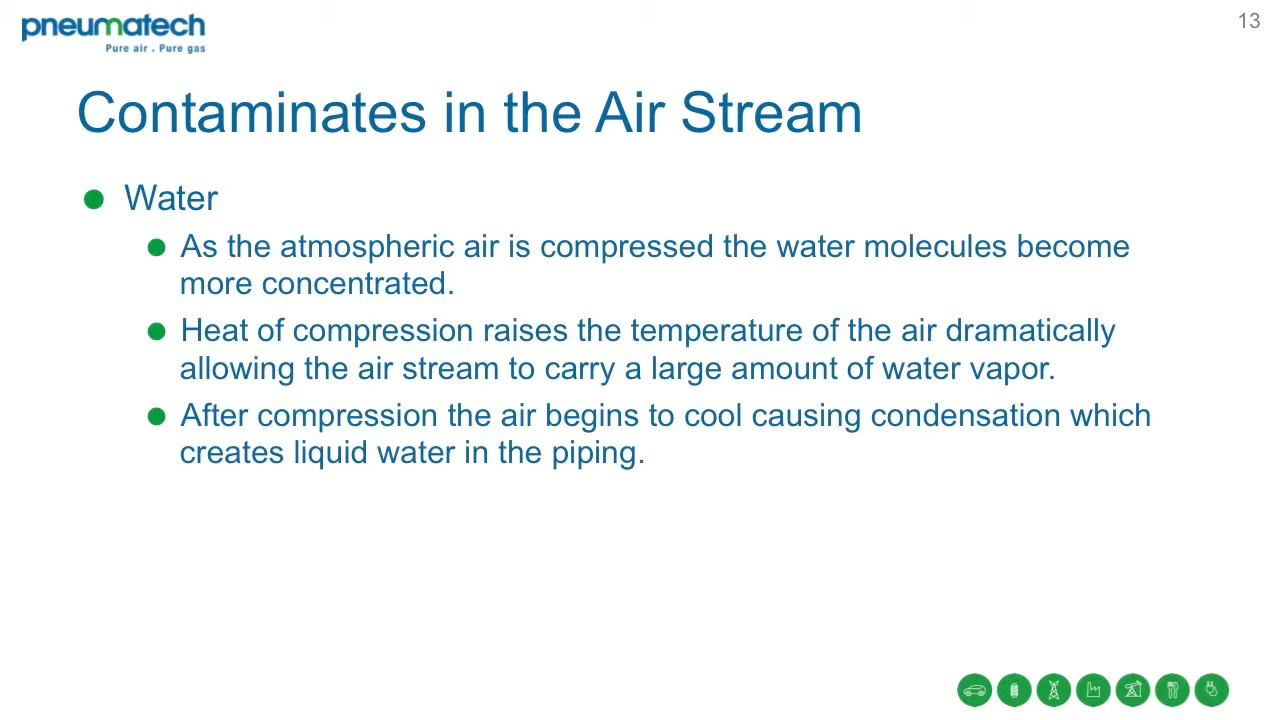 pneumatech
Pure air . Pure gas
13
Contaminates in the Air Stream
Water
As the atmospheric air is compressed the water molecules become
more concentrated.
Heat of compression raises the temperature of the air dramatically
allowing the air stream to carry a large amount of water vapor.
After compression the air begins to cool causing condensation which
creates liquid water in the piping.